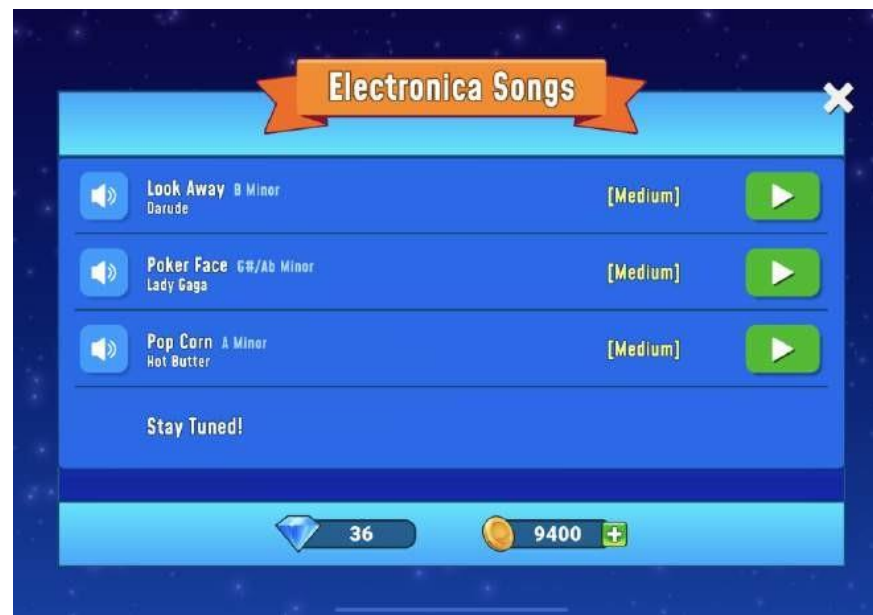 Electronica Songs
Look Away B Minor
Darude
[Medium]
Poker Face G#/Ab Minor
Lady Gaga
[Medium]
Pop Corn A Minor
Hot Butter
[Medium]
Stay Tuned!
36
9400